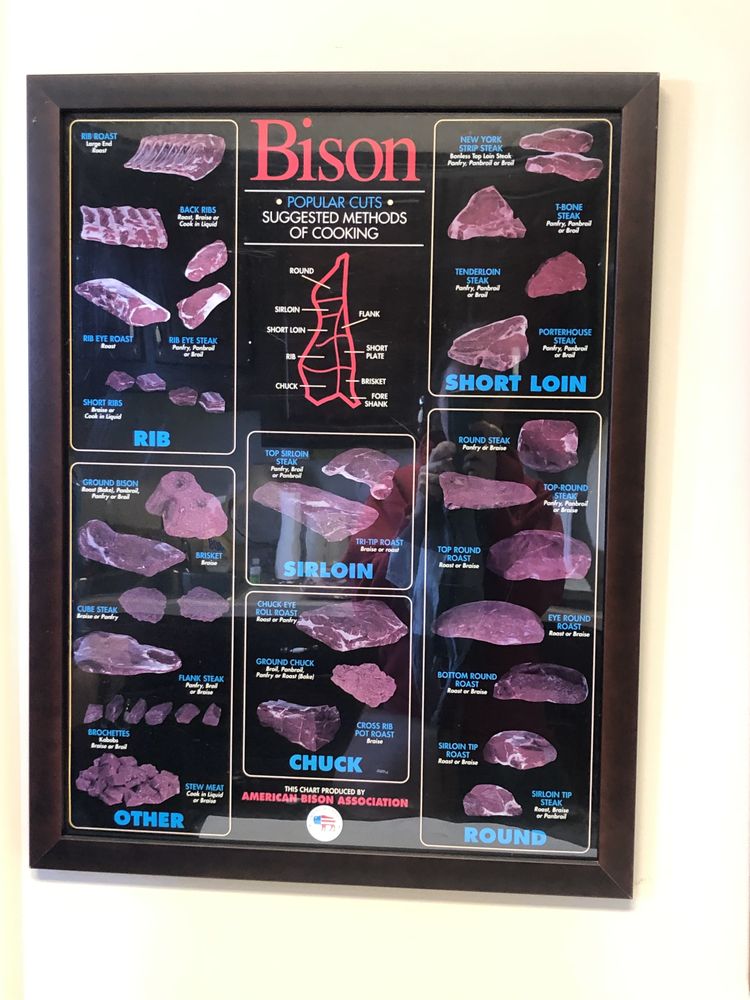 Bison
• POPULAR CUTS •
SUGGESTED METHODS
OF COOKING
ROUND
SIRLOIN
FLANK
SHORT LOIN
SHORT
PLATE
RIB
BRISKET
CHUCK
FORE
SHANK
RIB ROAST
Large End
Roast
BACK RIBS
Roast, Braise or
Cook in Liquid
RIB EYE ROAST
Roast
RIB EYE STEAK
Panfry, Panbroil
or Broil
SHORT RIBS
Braise or
Cook in Liquid
RIB
GROUND BISON
Roast (Bake), Panbroil,
Panfry or Broil
BRISKET
Braise
CUBE STEAK
Braise or Panfry
FLANK STEAK
Panfry, Broil
or Braise
BROCHETTES
Kabobs
Braise or Broil
STEW MEAT
Cook in Liquid
or Braise
OTHER
TOP SIRLOIN
STEAK
Panfry, Broil
or Panbroil
TRI-TIP ROAST
Braise or roast
SIRLOIN
CHUCK EYE
ROLL ROAST
Roast or Panfry
GROUND CHUCK
Broil, Panbroil,
Panfry or Roast (Bake)
CROSS RIB
POT ROAST
Braise
CHUCK
THIS CHART PRODUCED BY
AMERICAN BISON ASSOCIATION
NEW YORK
STRIP STEAK
Bonless Top Loin Steak
Panfry, Panbroil or Broil
T-BONE
STEAK
Panfry, Panbroil
or Broil
TENDERLOIN
STEAK
Panfry, Panbroil
or Broil
PORTERHOUSE
STEAK
Panfry, Panbroil
or Broil
SHORT LOIN
ROUND STEAK
Panfry or Braise
TOP-ROUND
STEAK
Panfry, Panbroil
or Braise
TOP ROUND
ROAST
Roast or Braise
EYE ROUND
ROAST
Roast or Braise
BOTTOM ROUND
ROAST
Roast or Braise
SIRLOIN TIP
ROAST
Roast or Braise
SIRLOIN TIP
STEAK
Roast, Braise
or Panbroil
ROUND